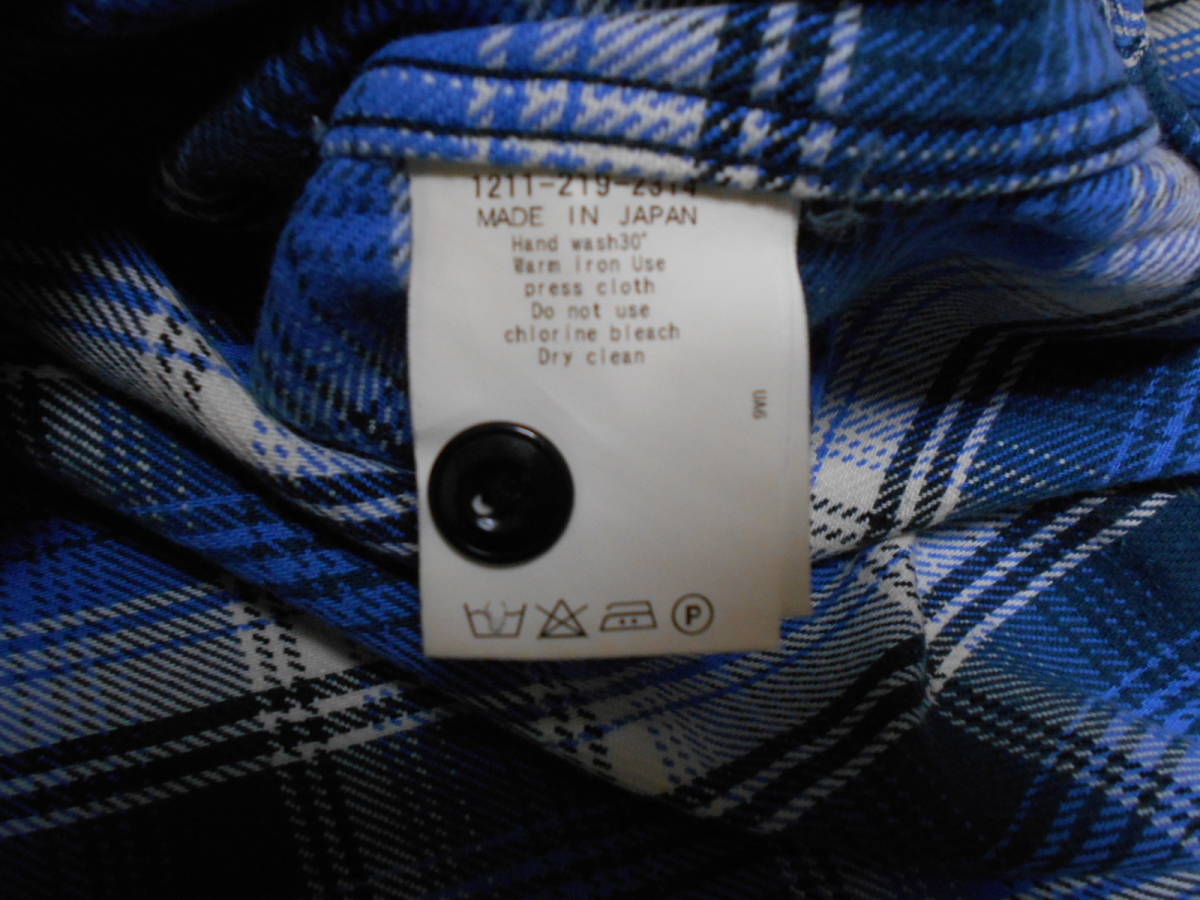 1211-219-2314
MADE IN JAPAN
Hand wash30°
Warm Iron Use
press cloth
Do not use
chlorine bleach
Dry clean
UA6
P